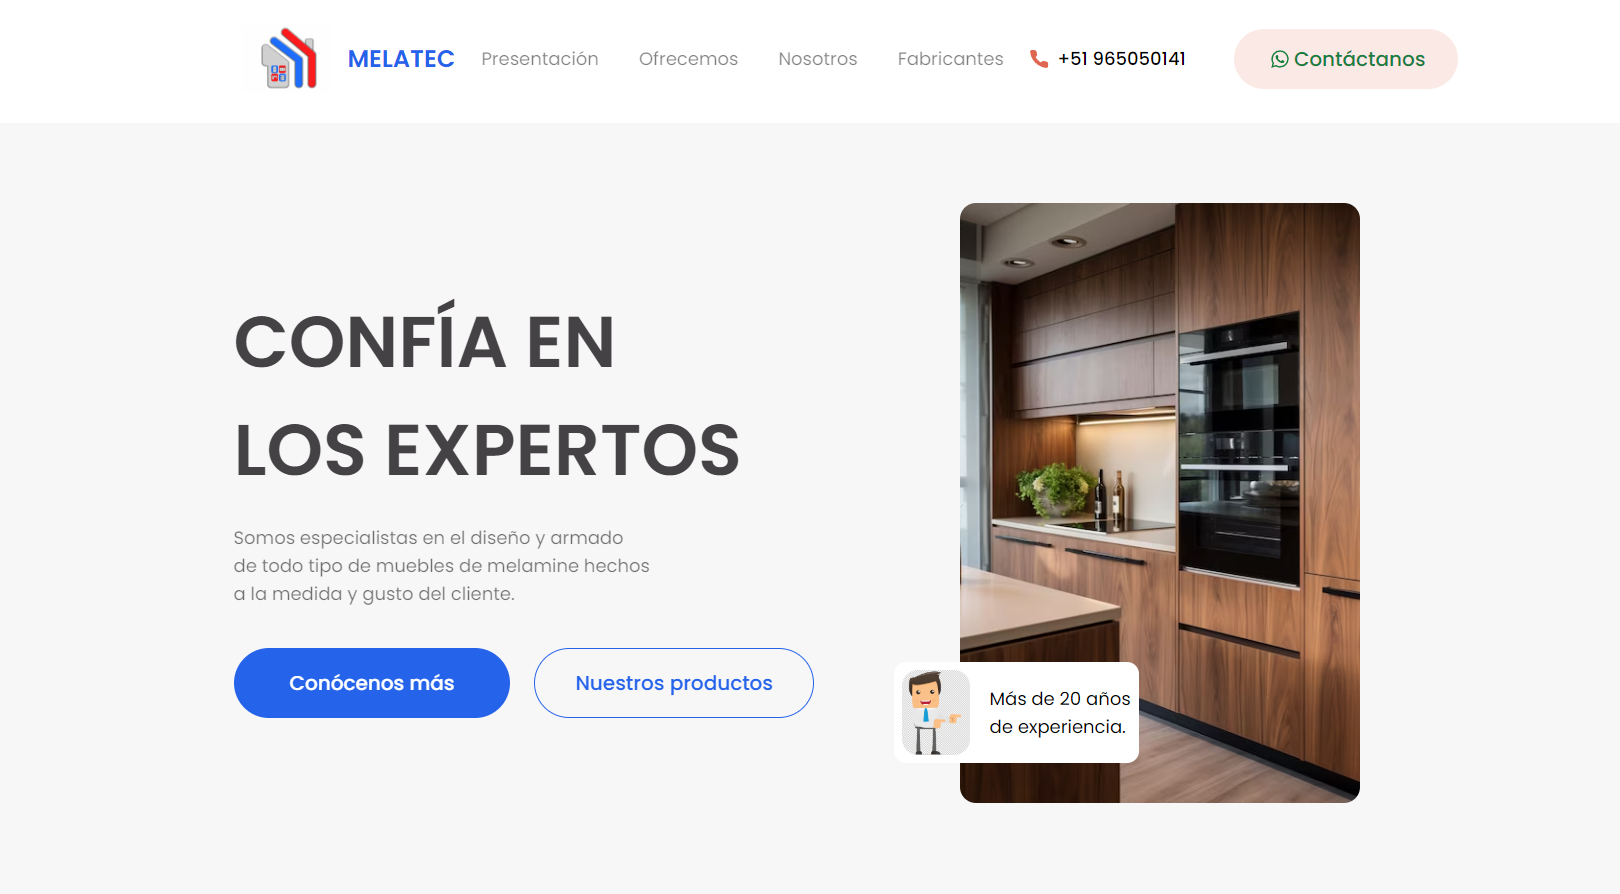 MELATEC
Presentación
Ofrecemos
Nosotros
Fabricantes
+51 965050141
Contáctanos
CONFÍA EN
LOS EXPERTOS
Somos especialistas en el diseño y armado
de todo tipo de muebles de melamine hechos
a la medida y gusto del cliente.
Conócenos más
Nuestros productos
Más de 20 años
de experiencia.